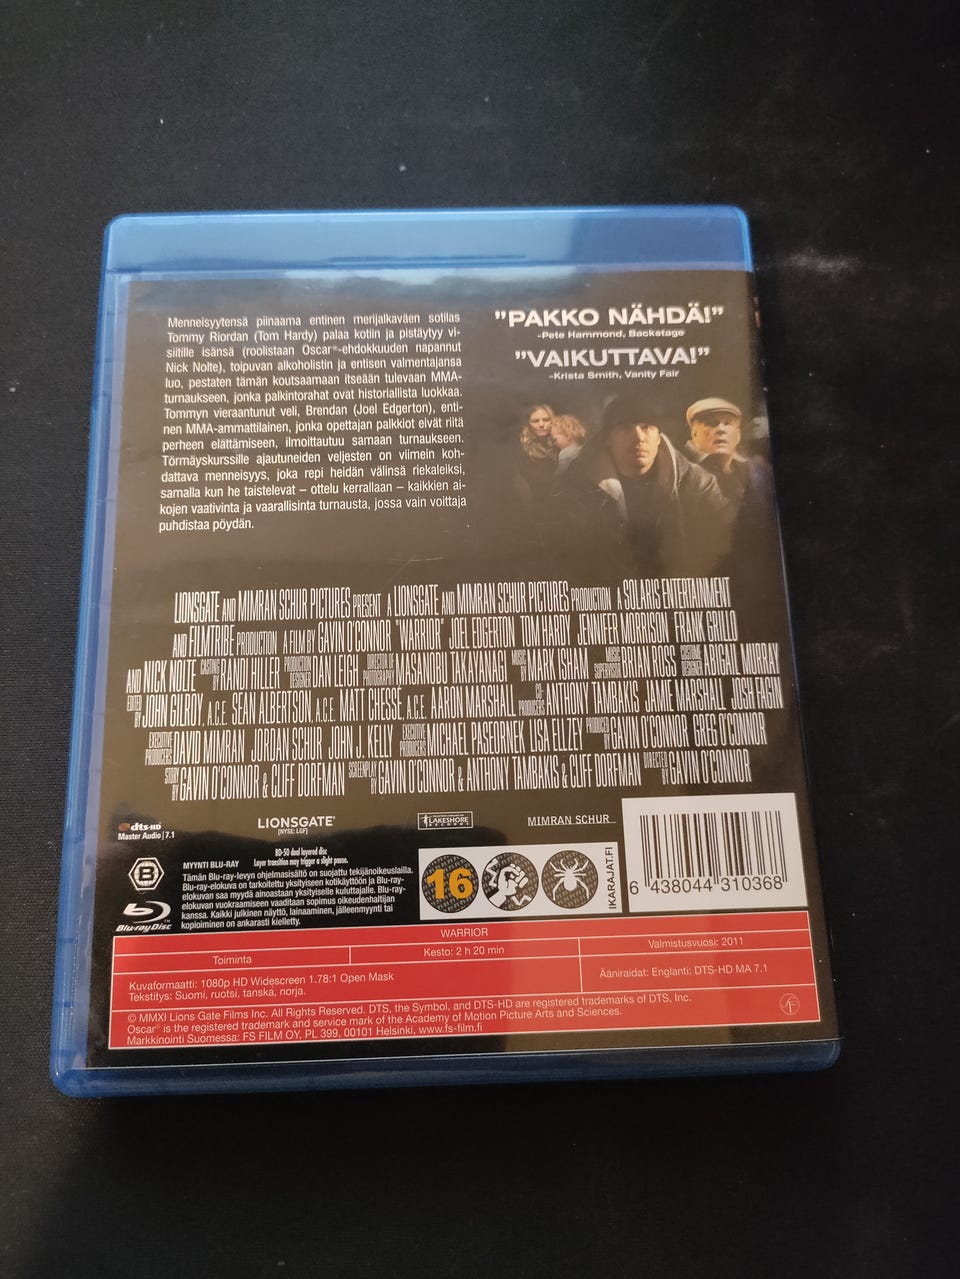 Menneisyytensä piinaama entinen merijalkaväen sotilas
Tommy Riordan (Tom Hardy) palaa kotiin ja pistäytyy vi-
siitille isänsä (roolistaan Oscar®-ehdokkuuden napannut
Nick Nolte), toipuvan alkoholistin ja entisen valmentajansa
luo, pestaten tämän koutsaamaan itseään tulevaan MMA-
turnaukseen, jonka palkintorahat ovat historiallista luokkaa.
Tommyn vieraantunut veli, Brendan (Joel Edgerton), enti-
nen MMA-ammattilainen, jonka opettajan palkkiot eivät riitä
perheen elättämiseen, ilmoittautuu samaan turnaukseen.
Törmäyskurssille ajautuneiden veljesten on viimein koh-
dattava menneisyys, joka repi heidän välinsä riekaleiksi,
samalla kun he taistelevat – ottelu kerrallaan – kaikkien ai-
kojen vaativinta ja vaarallisinta turnausta, jossa vain voittaja
puhdistaa pöydän.
"PAKKO NÄHDÄ!"
–Pete Hammond, Backstage
"VAIKUTTAVA!"
–Krista Smith, Vanity Fair
LIONSGATE AND MIMRAN SCHUR PICTURES PRESENT A LIONSGATE AND MIMRAN SCHUR PICTURES PRODUCTION A SOLARIS ENTERTAINMENT
AND FILMTRIBE PRODUCTION A FILM BY GAVIN O'CONNOR "WARRIOR" JOEL EDGERTON TOM HARDY JENNIFER MORRISON FRANK GRILLO
AND NICK NOLTE CASTING BY RANDI HILLER PRODUCTION DESIGNER DAN LEIGH DIRECTOR OF PHOTOGRAPHY MASANOBU TAKAYANAGI MUSIC BY MARK ISHAM MUSIC SUPERVISOR BRIAN ROSS COSTUME DESIGNER ABIGAIL MURRAY
EDITED BY JOHN GILROY, A.C.E. SEAN ALBERTSON, A.C.E. MATT CHESSÉ, A.C.E. AARON MARSHALL CO-PRODUCERS ANTHONY TAMBAKIS JAMIE MARSHALL JOSH FAGIN
EXECUTIVE PRODUCERS DAVID MIMRAN JORDAN SCHUR JOHN J. KELLY EXECUTIVE PRODUCERS MICHAEL PASEORNEK LISA ELLZEY PRODUCED BY GAVIN O'CONNOR GREG O'CONNOR
STORY BY GAVIN O'CONNOR & CLIFF DORFMAN SCREENPLAY BY GAVIN O'CONNOR & ANTHONY TAMBAKIS & CLIFF DORFMAN DIRECTED BY GAVIN O'CONNOR
dts-HD
Master Audio | 7.1
LIONSGATE®
[NYSE: LGF]
LAKESHORE
RECORDS
MIMRAN SCHUR
BD-50 dual layered disc
Layer transition may trigger a slight pause.
B
MYYNTI BLU-RAY
Tämän Blu-ray-levyn ohjelmasisältö on suojattu tekijänoikeuslailla.
Blu-ray-elokuva on tarkoitettu yksityiseen kotikäyttöön ja Blu-ray-
elokuvan saa myydä ainoastaan yksityiselle kuluttajalle. Blu-ray-
elokuvan vuokraamiseen vaaditaan sopimus oikeudenhaltijan
kanssa. Kaikki julkinen näyttö, lainaaminen, jälleenmyynti tai
kopioiminen on ankarasti kielletty.
Blu-ray Disc™
16
IKARAJAT.FI
6 438044 310368
WARRIOR
Toiminta
Kesto: 2 h 20 min
Valmistusvuosi: 2011
Kuvaformaatti: 1080p HD Widescreen 1.78:1 Open Mask
Tekstitys: Suomi, ruotsi, tanska, norja.
Ääniraidat: Englanti: DTS-HD MA 7.1
© MMXI Lions Gate Films Inc. All Rights Reserved. DTS, the Symbol, and DTS-HD are registered trademarks of DTS, Inc.
Oscar® is the registered trademark and service mark of the Academy of Motion Picture Arts and Sciences.
Markkinointi Suomessa: FS FILM OY, PL 399, 00101 Helsinki, www.fs-film.fi